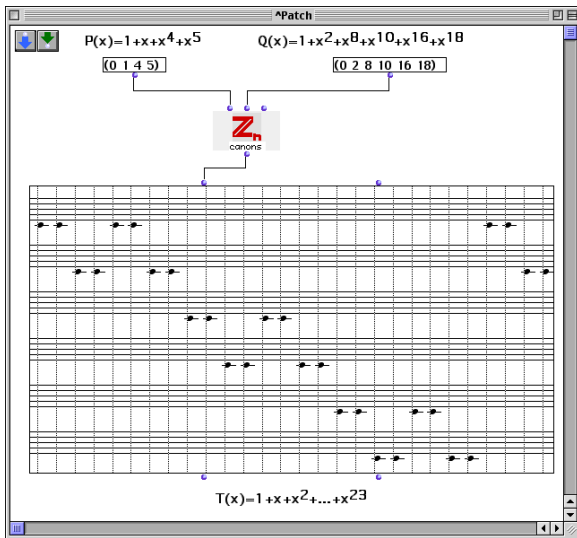 ^Patch
P(x)=1+x+x⁴+x⁵ Q(x)=1+x²+x⁸+x¹⁰+x¹⁶+x¹⁸
(0 1 4 5) (0 2 8 10 16 18)
Zn
canons
T(x)=1+x+x²+...+x²³